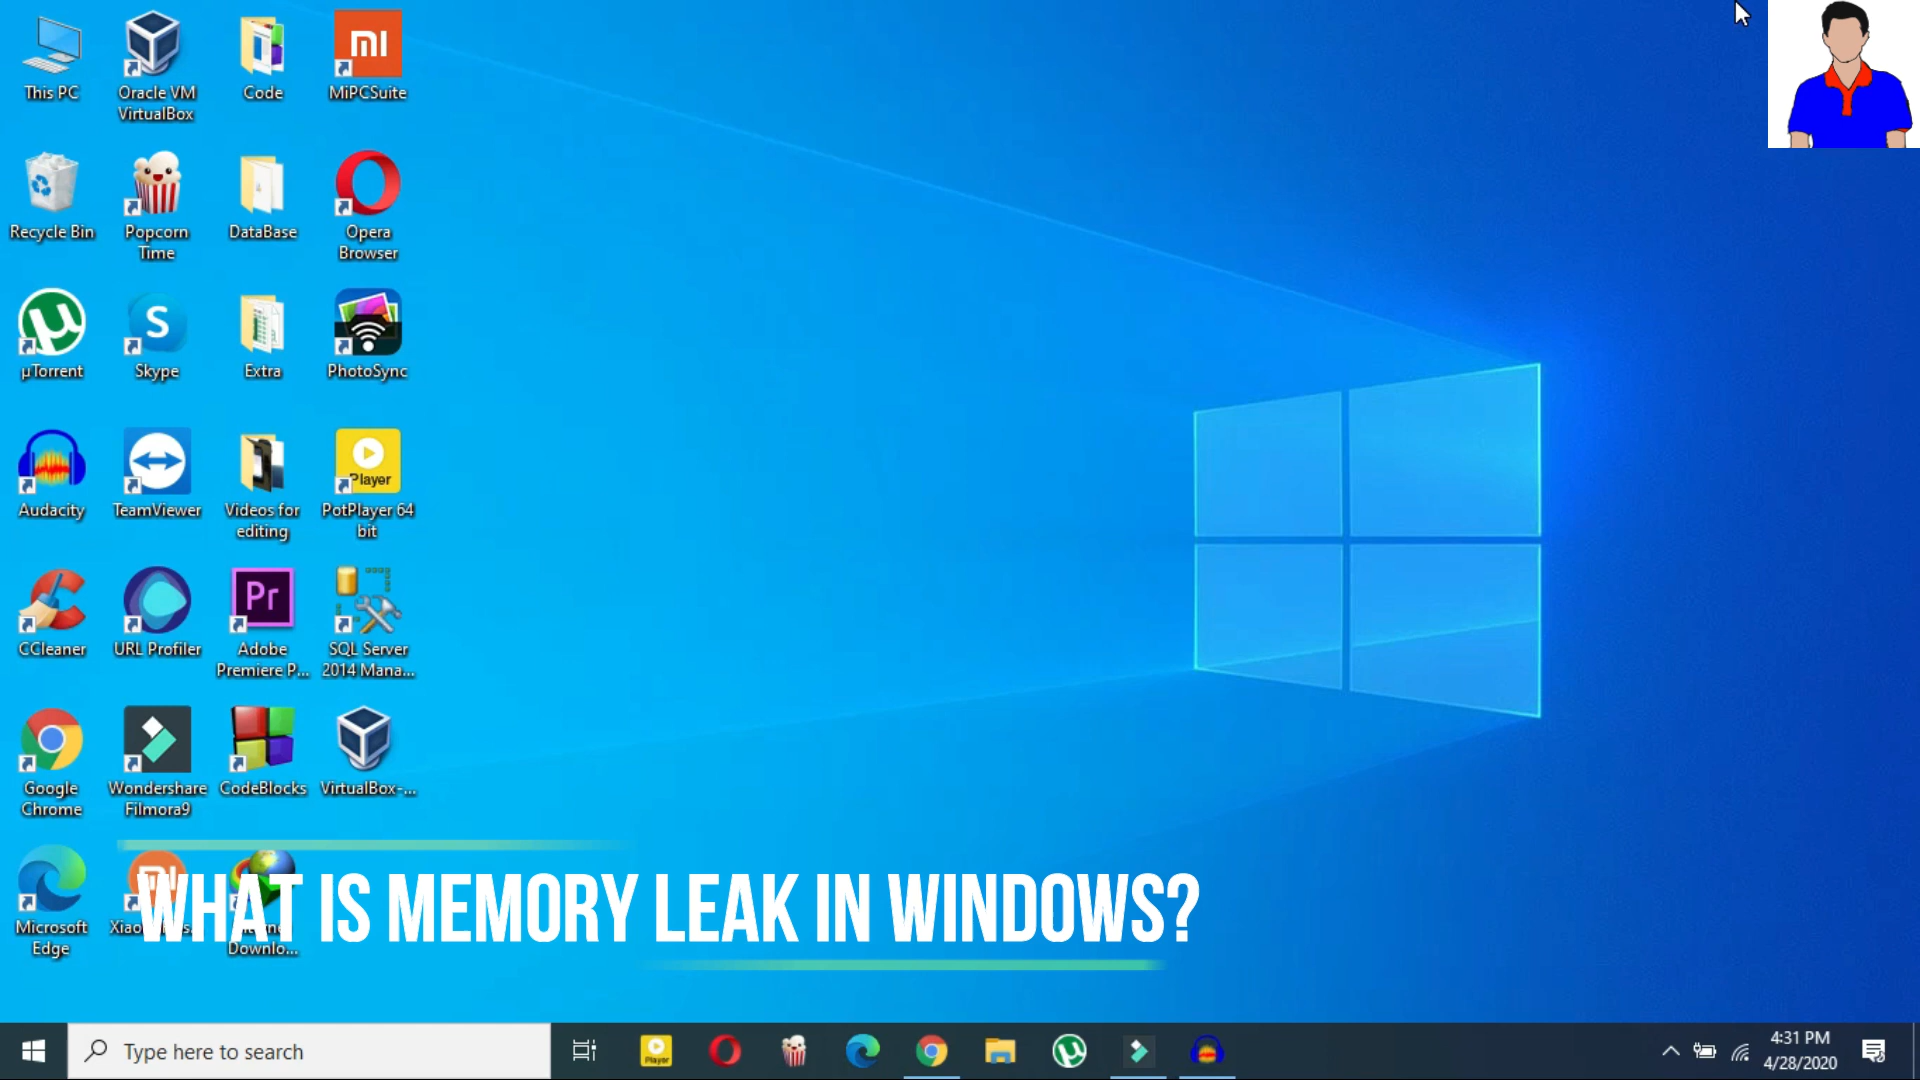 This PC
Oracle VM
VirtualBox
Code
MiPCSuite
Recycle Bin
Popcorn
Time
DataBase
Opera
Browser
µTorrent
Skype
Extra
PhotoSync
Audacity
TeamViewer
Videos for
editing
Player
PotPlayer 64
bit
CCleaner
URL Profiler
Pr
Adobe
Premiere P...
SQL Server
2014 Mana...
Google
Chrome
Wondershare
Filmora9
CodeBlocks
VirtualBox-...
Microsoft
Edge
Downlo...
WHAT IS MEMORY LEAK IN WINDOWS?
Type here to search
Player
4:31 PM
4/28/2020